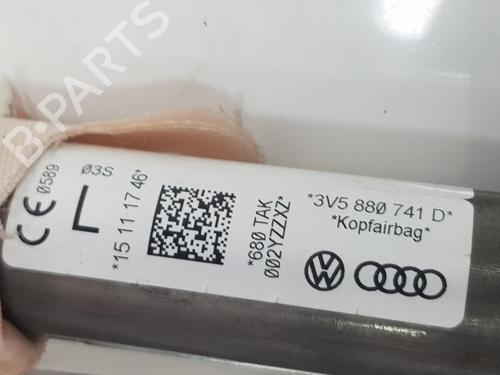 B-PARTS
CE 0589
03S
L
*15 11 17 46*
*680 TAK
002YZZXZ*
*3V5 880 741 D*
*Kopfairbag*